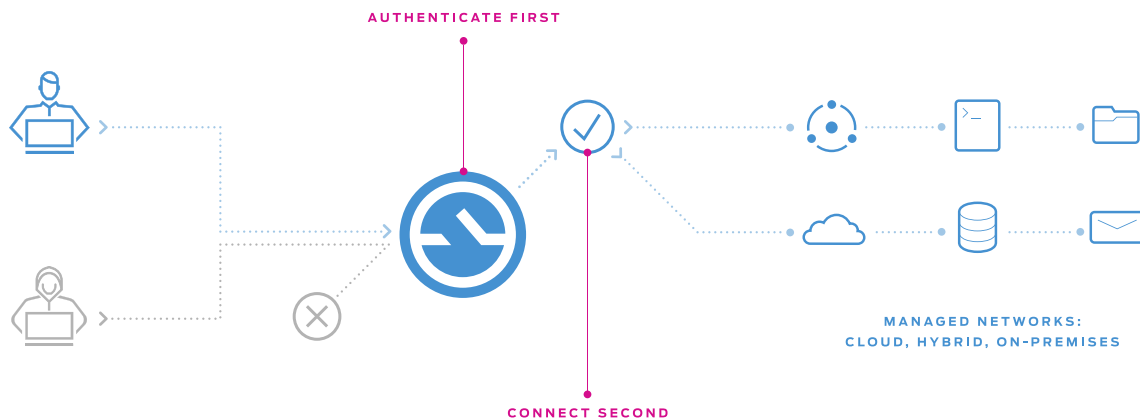 AUTHENTICATE FIRST
MANAGED NETWORKS:
CLOUD, HYBRID, ON-PREMISES
CONNECT SECOND